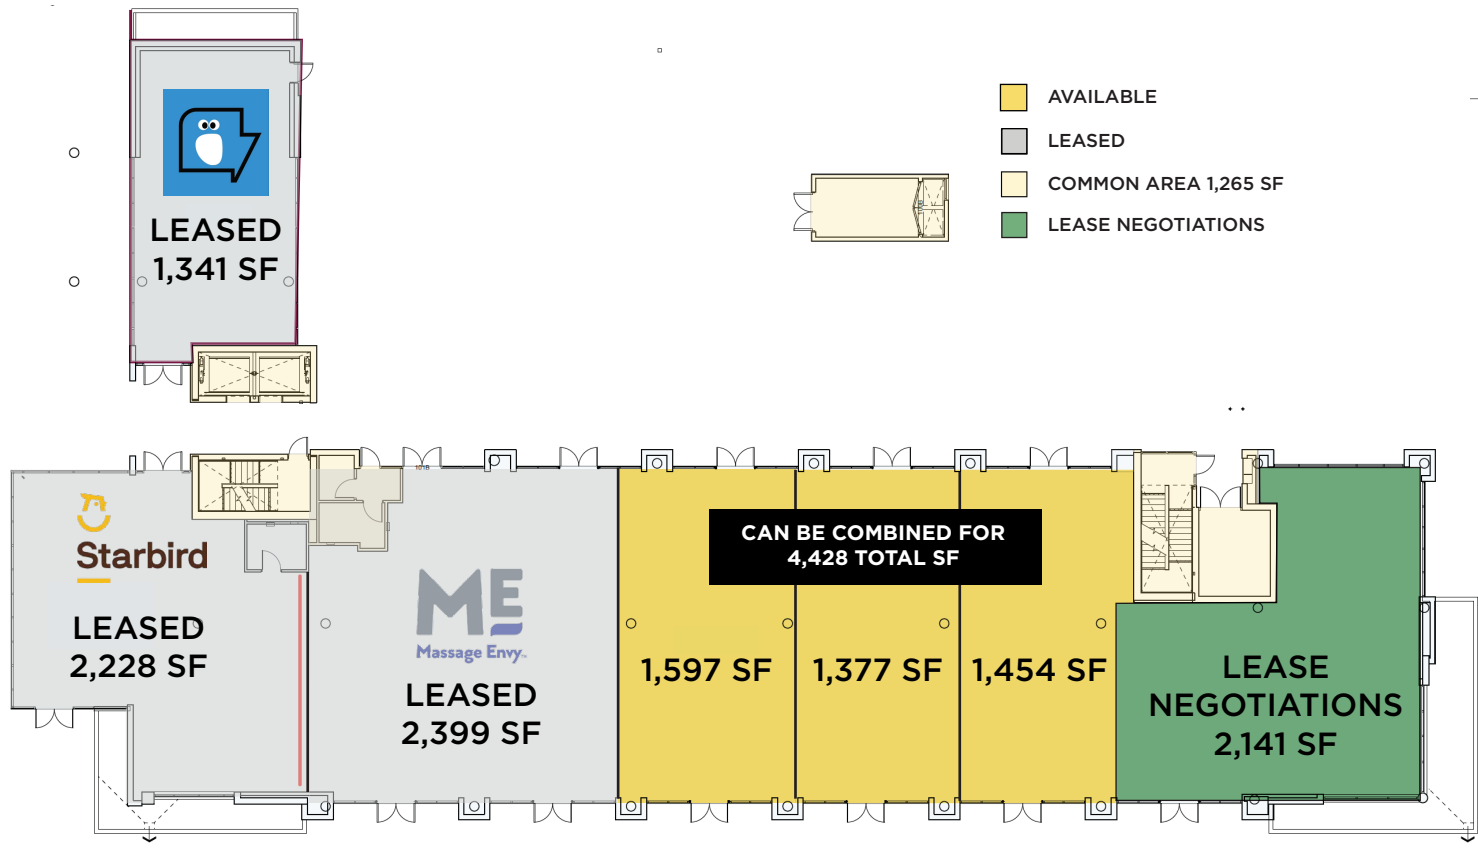 AVAILABLE
LEASED
COMMON AREA 1,265 SF
LEASE NEGOTIATIONS
LEASED
1,341 SF
101B
Starbird
LEASED
2,228 SF
ME
Massage Envy
LEASED
2,399 SF
CAN BE COMBINED FOR
4,428 TOTAL SF
1,597 SF
1,377 SF
1,454 SF
LEASE
NEGOTIATIONS
2,141 SF